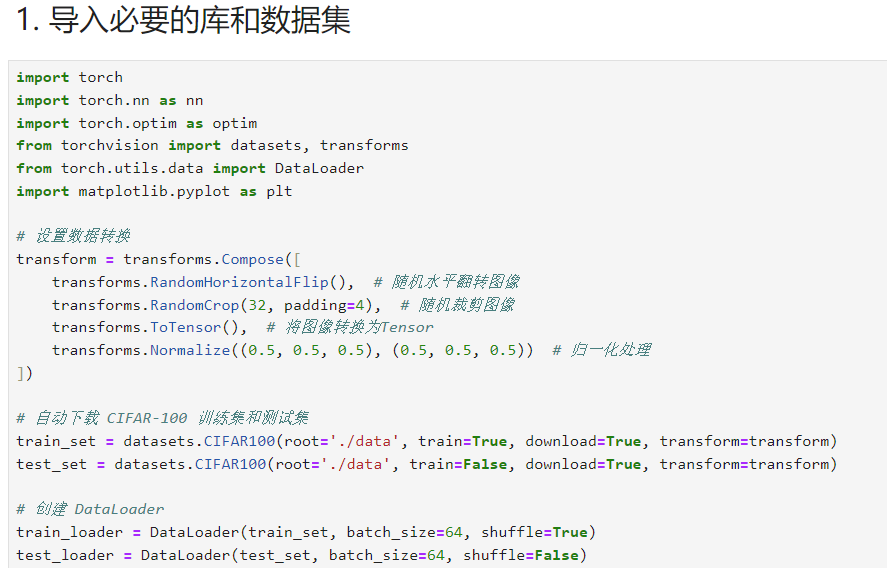 1. 导入必要的库和数据集
import torch
import torch.nn as nn
import torch.optim as optim
from torchvision import datasets, transforms
from torch.utils.data import DataLoader
import matplotlib.pyplot as plt
# 设置数据转换
transform = transforms.Compose([
    transforms.RandomHorizontalFlip(),  # 随机水平翻转图像
    transforms.RandomCrop(32, padding=4),  # 随机裁剪图像
    transforms.ToTensor(),  # 将图像转换为Tensor
    transforms.Normalize((0.5, 0.5, 0.5), (0.5, 0.5, 0.5))  # 归一化处理
])
# 自动下载 CIFAR-100 训练集和测试集
train_set = datasets.CIFAR100(root='./data', train=True, download=True, transform=transform)
test_set = datasets.CIFAR100(root='./data', train=False, download=True, transform=transform)
# 创建 DataLoader
train_loader = DataLoader(train_set, batch_size=64, shuffle=True)
test_loader = DataLoader(test_set, batch_size=64, shuffle=False)